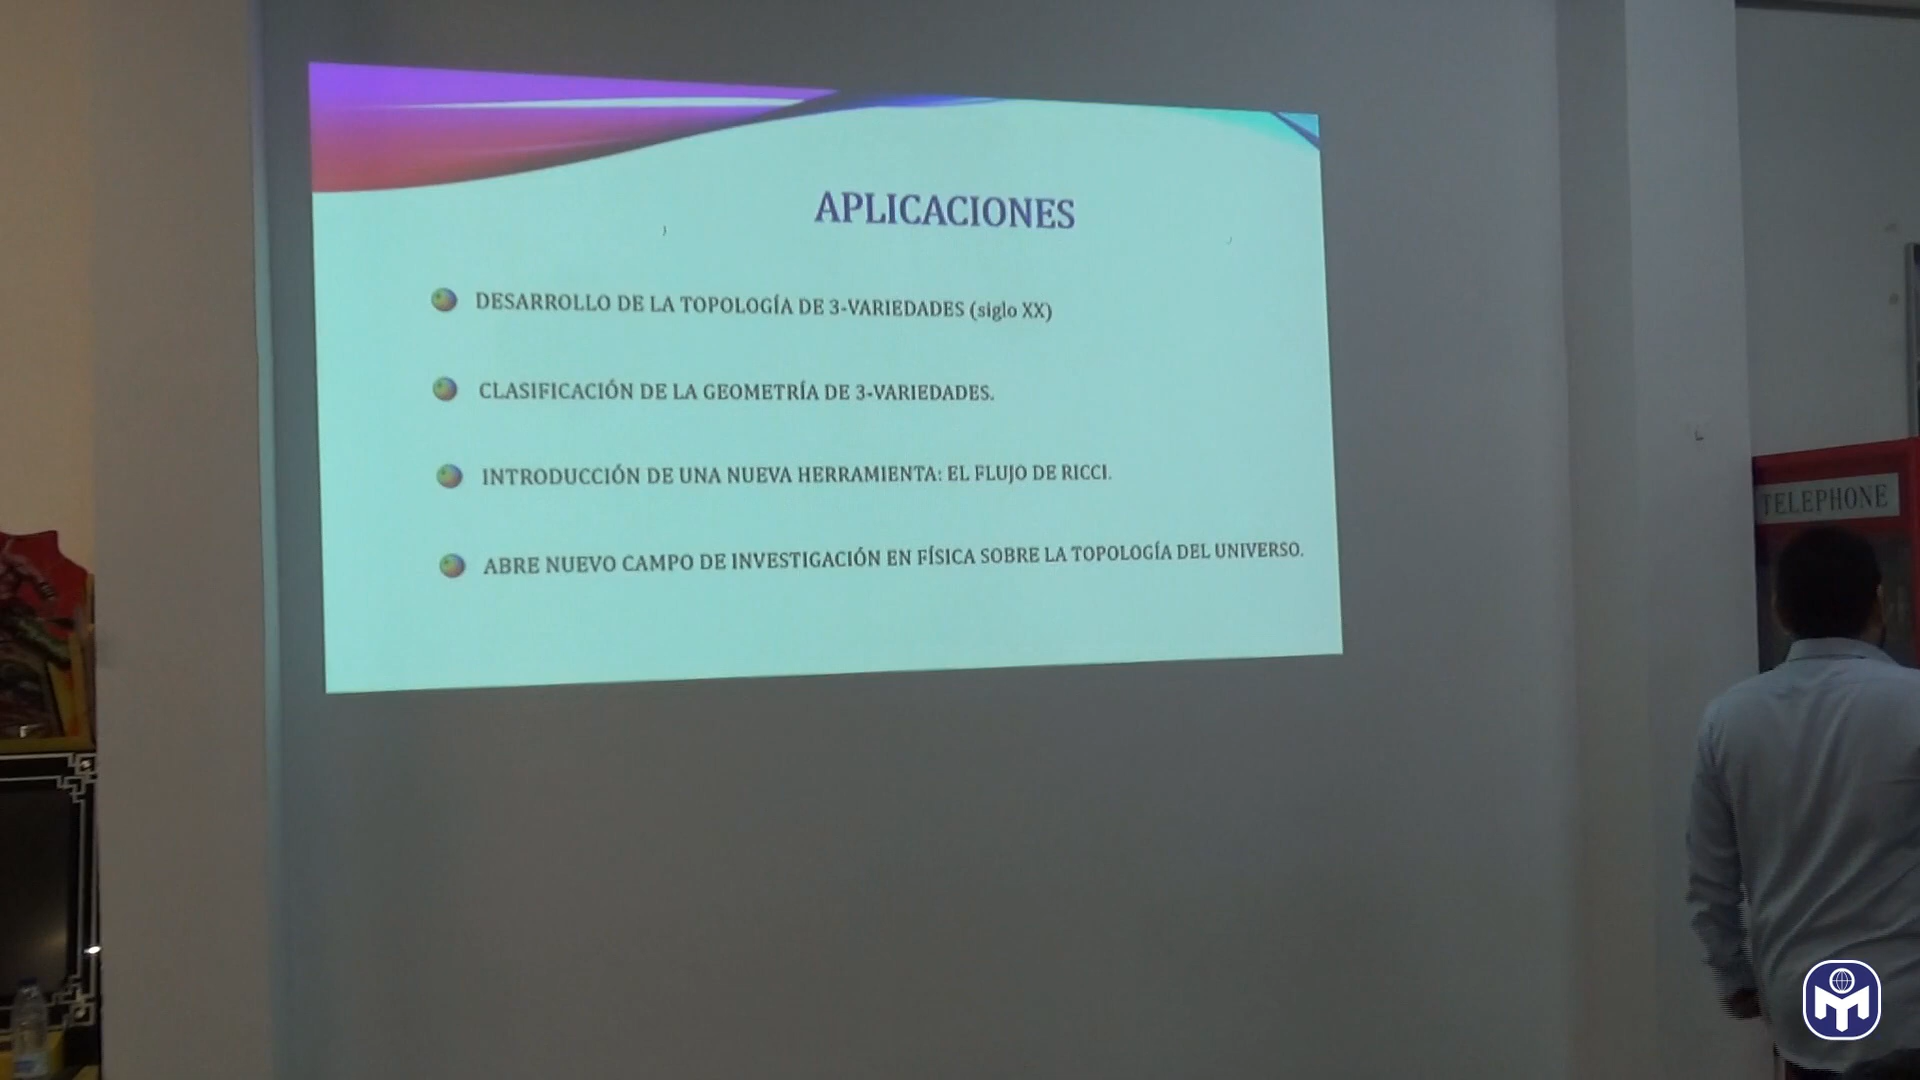 APLICACIONES
DESARROLLO DE LA TOPOLOGÍA DE 3-VARIEDADES (siglo XX)
CLASIFICACIÓN DE LA GEOMETRÍA DE 3-VARIEDADES.
INTRODUCCIÓN DE UNA NUEVA HERRAMIENTA: EL FLUJO DE RICCI.
ABRE NUEVO CAMPO DE INVESTIGACIÓN EN FÍSICA SOBRE LA TOPOLOGÍA DEL UNIVERSO.
TELEPHONE